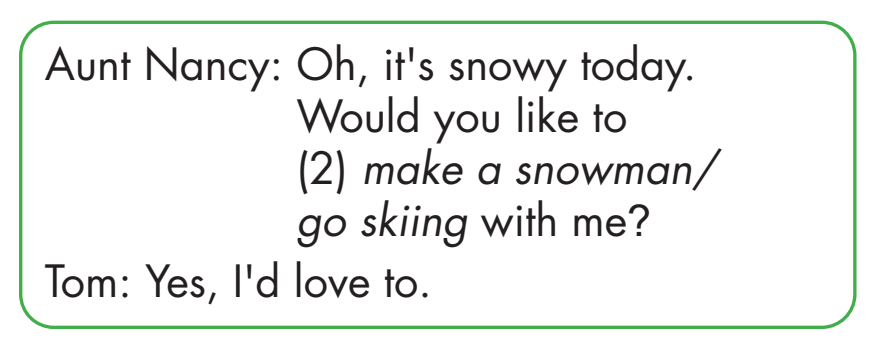 Aunt Nancy: Oh, it's snowy today.
Would you like to
(2) make a snowman/
go skiing with me?
Tom: Yes, I'd love to.